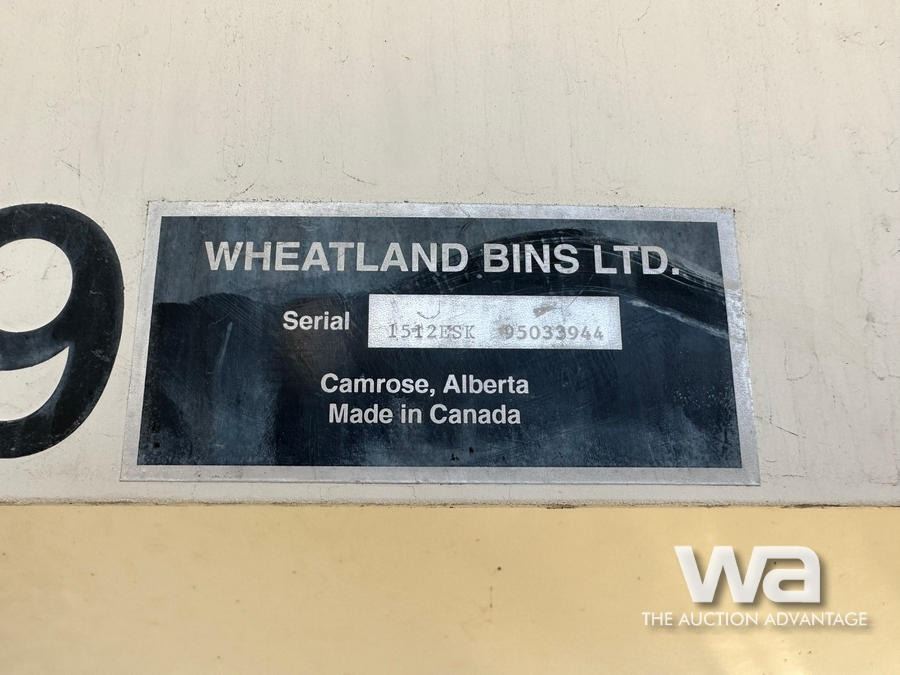 9
WHEATLAND BINS LTD.
Serial 1512ESK 95033944
Camrose, Alberta
Made in Canada
wa
THE AUCTION ADVANTAGE